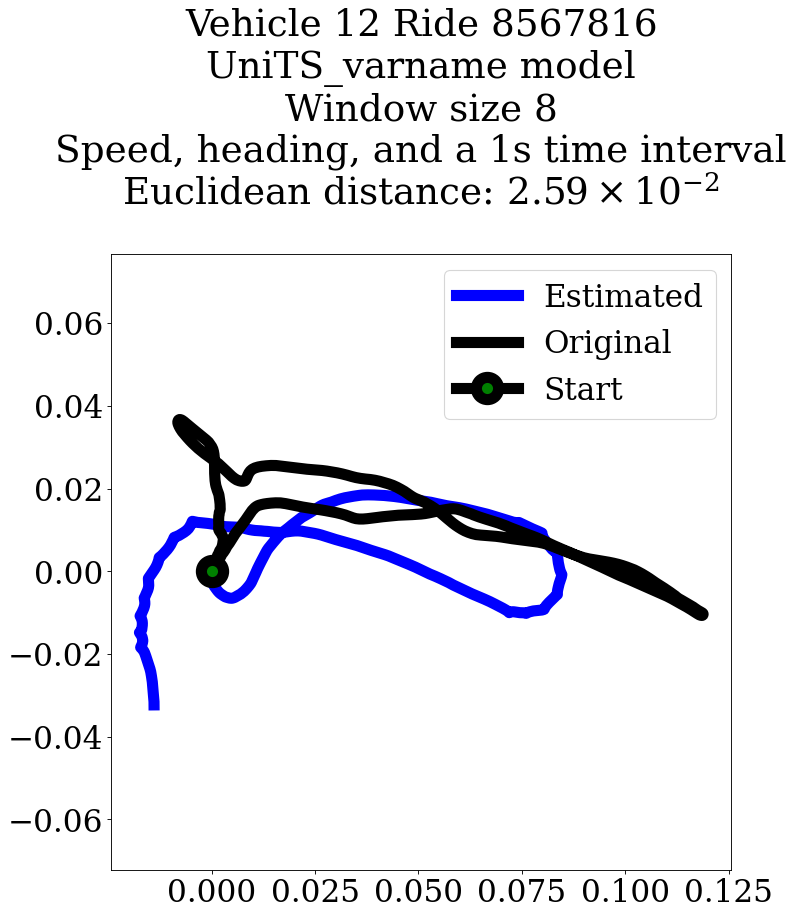 Vehicle 12 Ride 8567816
UniTS_varname model
Window size 8
Speed, heading, and a 1s time interval
Euclidean distance: 2.59 × 10⁻²
Estimated
Original
Start
0.06
0.04
0.02
0.00
−0.02
−0.04
−0.06
0.000 0.025 0.050 0.075 0.100 0.125